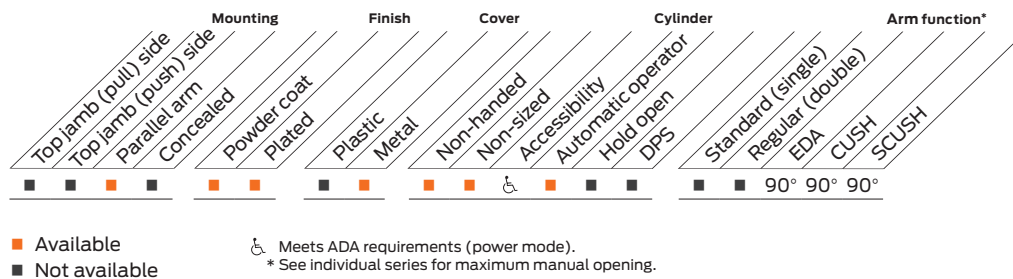 Mounting Finish Cover Cylinder Arm function*
Top jamb (pull) side
Top jamb (push) side
Parallel arm
Concealed
Powder coat
Plated
Plastic
Metal
Non-handed
Non-sized
Accessibility
Automatic operator
Hold open
DPS
Standard (single)
Regular (double)
EDA
CUSH
SCUSH
90° 90° 90°
Available
Meets ADA requirements (power mode).
Not available
* See individual series for maximum manual opening.